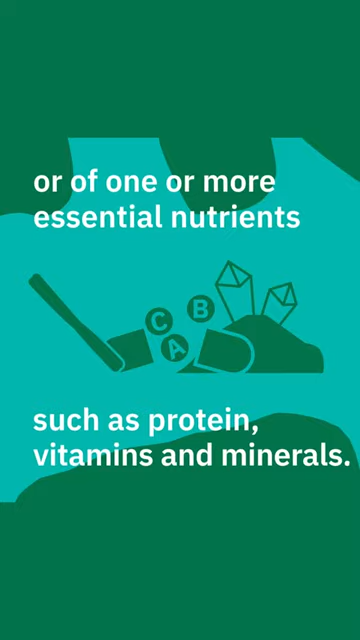 or of one or more
essential nutrients
C
B
A
such as protein,
vitamins and minerals.